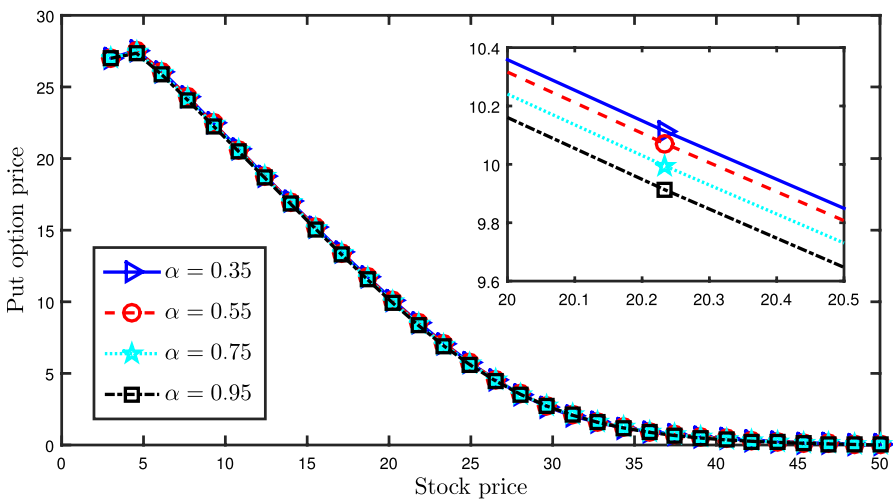 30
25
20
15
10
5
0
Put option price
0 5 10 15 20 25 30 35 40 45 50
Stock price
10.4
10.2
10
9.8
9.6
20 20.1 20.2 20.3 20.4 20.5
α = 0.35
α = 0.55
α = 0.75
α = 0.95